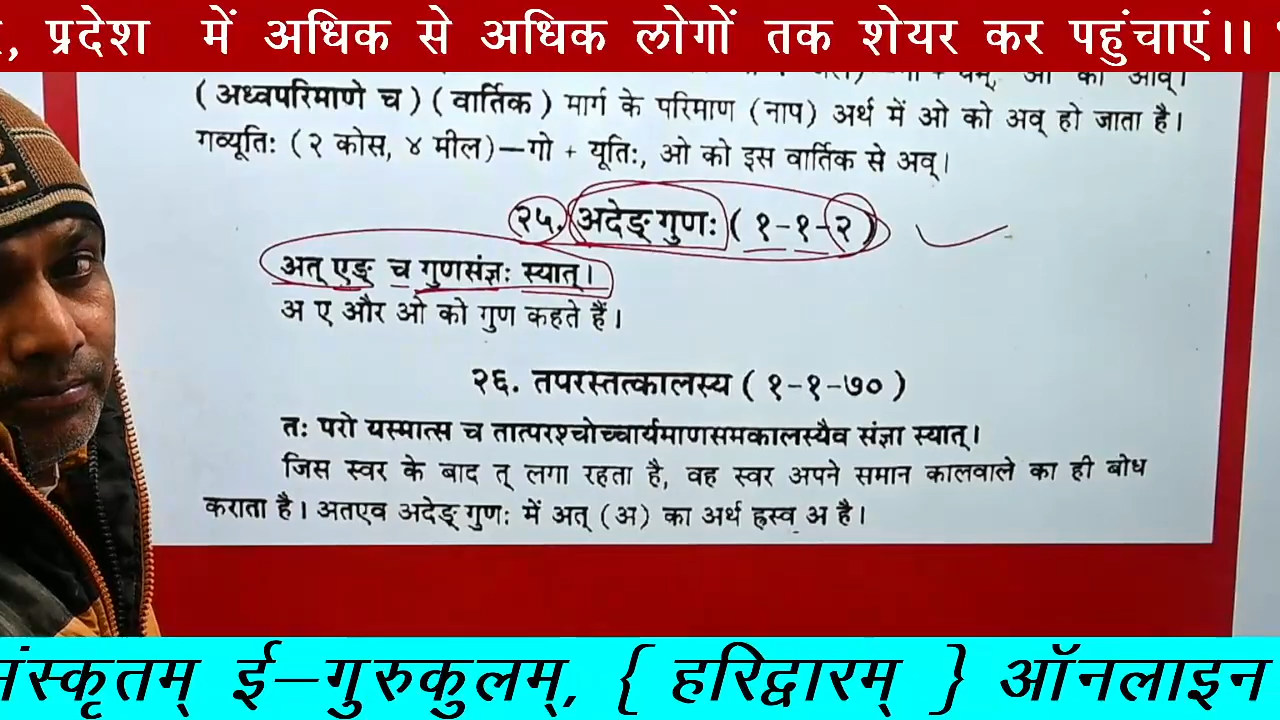 , प्रदेश में अधिक से अधिक लोगों तक शेयर कर पहुंचाएं।।
(अध्वपरिमाणे च) (वार्तिक) मार्ग के परिमाण (नाप) अर्थ में ओ को अव् हो जाता है।
गव्यूतिः (२ कोस, ४ मील)—गो + यूतिः, ओ को इस वार्तिक से अव्।
२५. अदेङ् गुणः (१-१-२)
अत् एङ् च गुणसंज्ञः स्यात्।
अ ए और ओ को गुण कहते हैं।
२६. तपरस्तत्कालस्य (१-१-७०)
तः परो यस्मात्स च तात्परश्चोच्चार्यमाणसमकालस्यैव संज्ञा स्यात्।
जिस स्वर के बाद त् लगा रहता है, वह स्वर अपने समान कालवाले का ही बोध
कराता है। अतएव अदेङ् गुणः में अत् (अ) का अर्थ ह्रस्व अ है।
संस्कृतम् ई-गुरुकुलम्, { हरिद्वारम् } ऑनलाइन